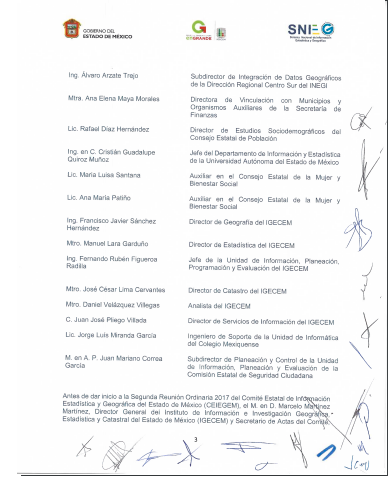 GOBIERNO DEL
ESTADO DE MÉXICO
GRANDE
SNIEG
Ing. Álvaro Arzate Trejo
Subdirector de Integración de Datos Geográficos
de la Dirección Regional Centro Sur del INEGI
Mtra. Ana Elena Maya Morales
Directora de Vinculación con Municipios y
Organismos Auxiliares de la Secretaría de
Finanzas
Lic. Rafael Díaz Hernández
Director de Estudios Sociodemográficos del
Consejo Estatal de Población
Ing. en C. Cristián Guadalupe
Quiroz Muñoz
Jefe del Departamento de Información y Estadística
de la Universidad Autónoma del Estado de México
Lic. María Luisa Santana
Auxiliar en el Consejo Estatal de la Mujer y
Bienestar Social
Lic. Ana María Patiño
Auxiliar en el Consejo Estatal de la Mujer y
Bienestar Social
Ing. Francisco Javier Sánchez
Hernández
Director de Geografía del IGECEM
Mtro. Manuel Lara Garduño
Director de Estadística del IGECEM
Ing. Fernando Rubén Figueroa
Radilla
Jefe de la Unidad de Información, Planeación,
Programación y Evaluación del IGECEM
Mtro. José César Lima Cervantes
Director de Catastro del IGECEM
Mtro. Daniel Velázquez Villegas
Analista del IGECEM
C. Juan José Pliego Villada
Director de Servicios de Información del IGECEM
Lic. Jorge Luis Miranda García
Ingeniero de Soporte de la Unidad de Informática
del Colegio Mexiquense
M. en A. P. Juan Mariano Correa
García
Subdirector de Planeación y Control de la Unidad
de Información, Planeación y Evaluación de la
Comisión Estatal de Seguridad Ciudadana
Antes de dar inicio a la Segunda Reunión Ordinaria 2017 del Comité Estatal de Información
Estadística y Geográfica del Estado de México (CEIEGEM), el M. en D. Marcelo Martínez
Martínez, Director General del Instituto de Información e Investigación Geográfica,
Estadística y Catastral del Estado de México (IGECEM) y Secretario de Actas del Comité,
3